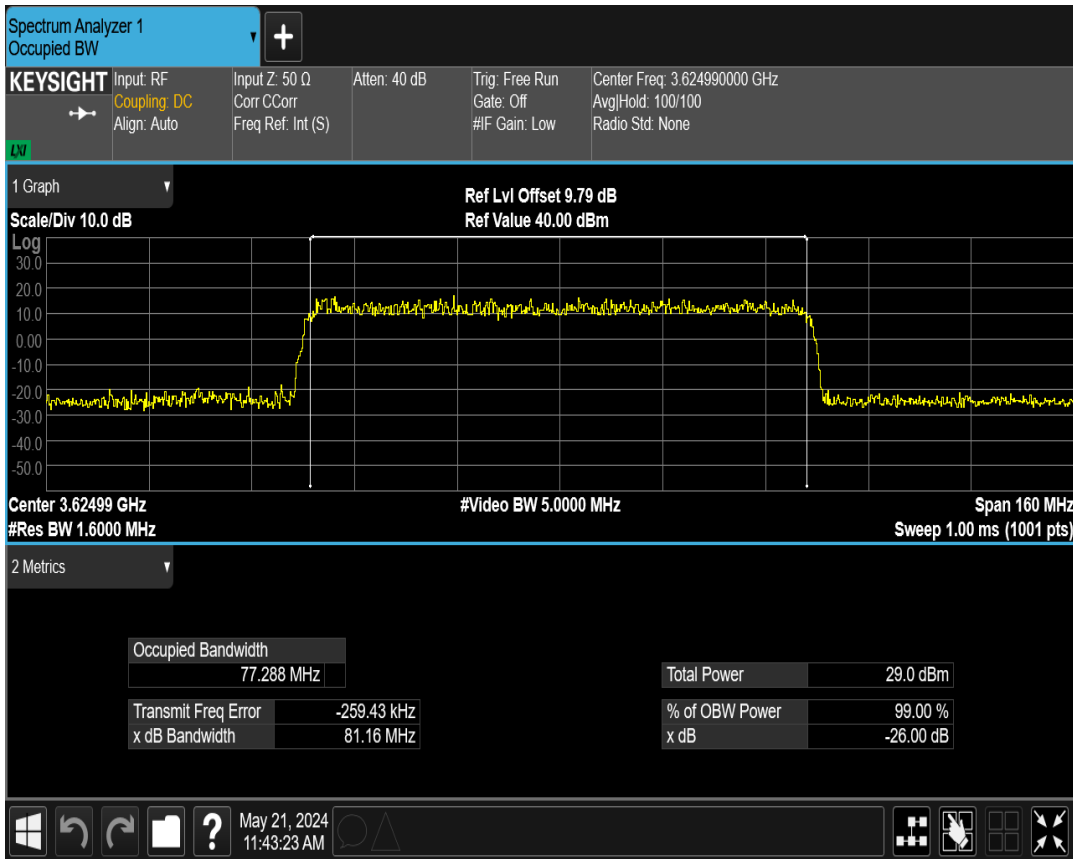 Spectrum Analyzer 1
Occupied BW
+
KEYSIGHT
LXI
Input: RF
Coupling: DC
Align: Auto
Input Z: 50 Ω
Corr CCorr
Freq Ref: Int (S)
Atten: 40 dB
Trig: Free Run
Gate: Off
#IF Gain: Low
Center Freq: 3.624990000 GHz
Avg|Hold: 100/100
Radio Std: None
1 Graph
Scale/Div 10.0 dB
Ref Lvl Offset 9.79 dB
Ref Value 40.00 dBm
Log
30.0
20.0
10.0
0.00
-10.0
-20.0
-30.0
-40.0
-50.0
Center 3.62499 GHz
#Video BW 5.0000 MHz
Span 160 MHz
#Res BW 1.6000 MHz
Sweep 1.00 ms (1001 pts)
2 Metrics
Occupied Bandwidth
77.288 MHz
Transmit Freq Error -259.43 kHz
x dB Bandwidth 81.16 MHz
Total Power 29.0 dBm
% of OBW Power 99.00 %
x dB -26.00 dB
?
May 21, 2024
11:43:23 AM